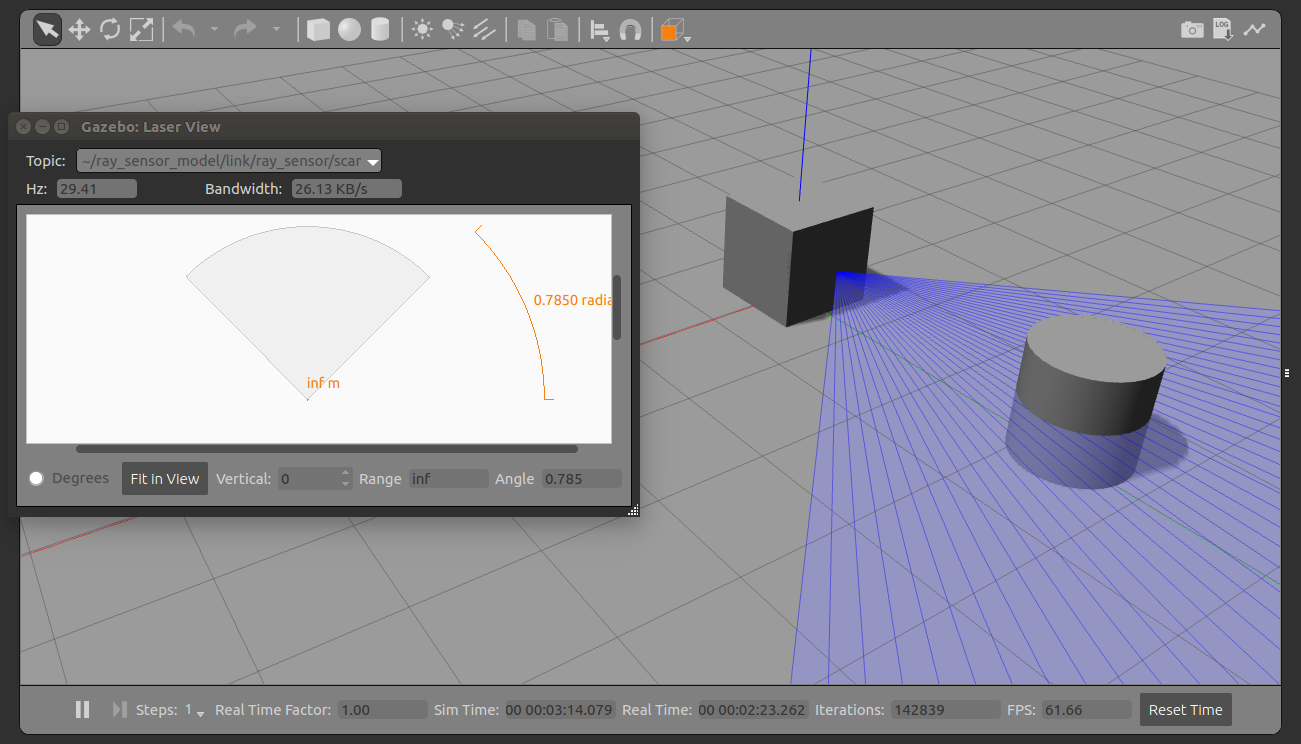 LOG
Gazebo: Laser View
Topic: ~/ray_sensor_model/link/ray_sensor/scan
Hz: 29.41 Bandwidth: 26.13 KB/s
0.7850 radia
inf m
Degrees Fit in View Vertical: 0 Range inf Angle 0.785
Steps: 1 Real Time Factor: 1.00 Sim Time: 00 00:03:14.079 Real Time: 00 00:02:23.262 Iterations: 142839 FPS: 61.66 Reset Time